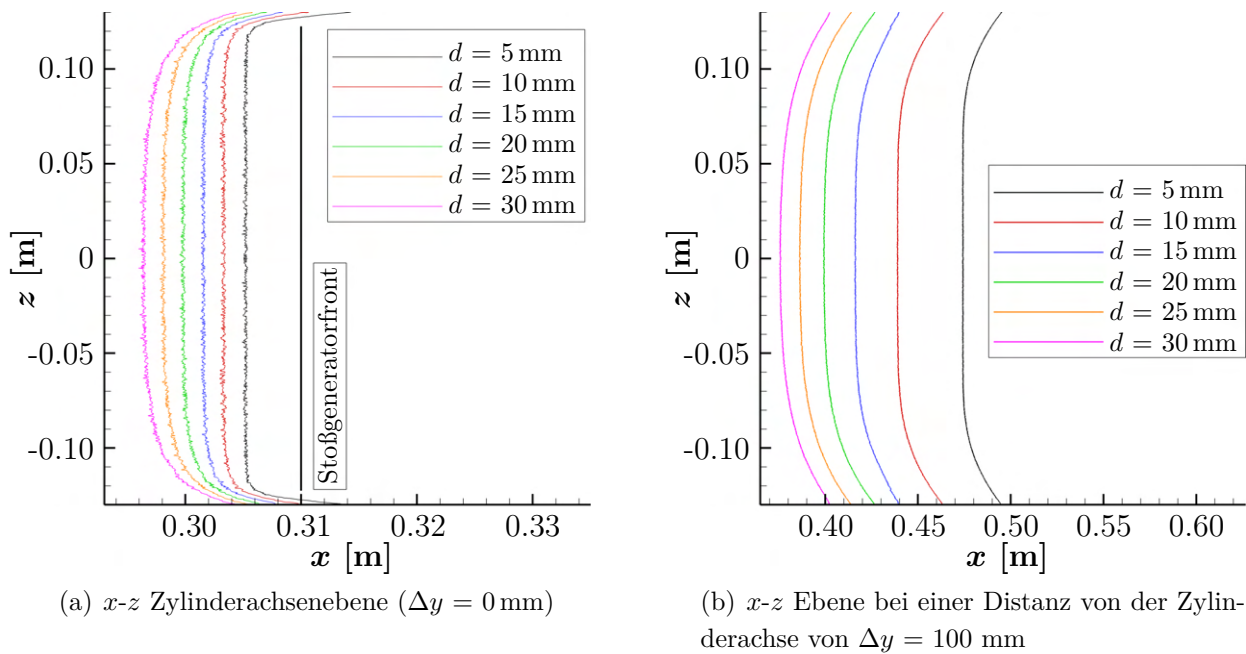 0.10
0.05
0
-0.05
-0.10
z [m]
0.30
0.31
0.32
0.33
x [m]
d = 5 mm
d = 10 mm
d = 15 mm
d = 20 mm
d = 25 mm
d = 30 mm
Stoßgeneratorfront
(a) x-z Zylinderachsenebene (Δy = 0 mm)
0.10
0.05
0
-0.05
-0.10
z [m]
0.40
0.45
0.50
0.55
0.60
x [m]
d = 5 mm
d = 10 mm
d = 15 mm
d = 20 mm
d = 25 mm
d = 30 mm
(b) x-z Ebene bei einer Distanz von der Zylin-
derachse von Δy = 100 mm